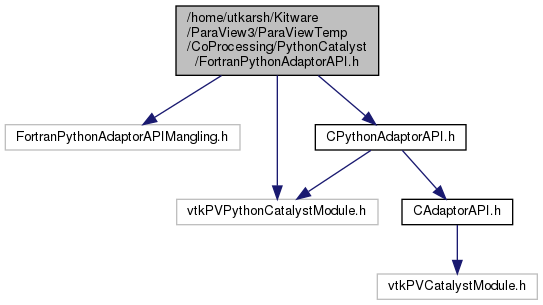 /home/utkarsh/Kitware
/ParaView3/ParaViewTemp
/CoProcessing/PythonCatalyst
/FortranPythonAdaptorAPI.h
FortranPythonAdaptorAPIMangling.h
CPythonAdaptorAPI.h
vtkPVPythonCatalystModule.h
CAdaptorAPI.h
vtkPVCatalystModule.h